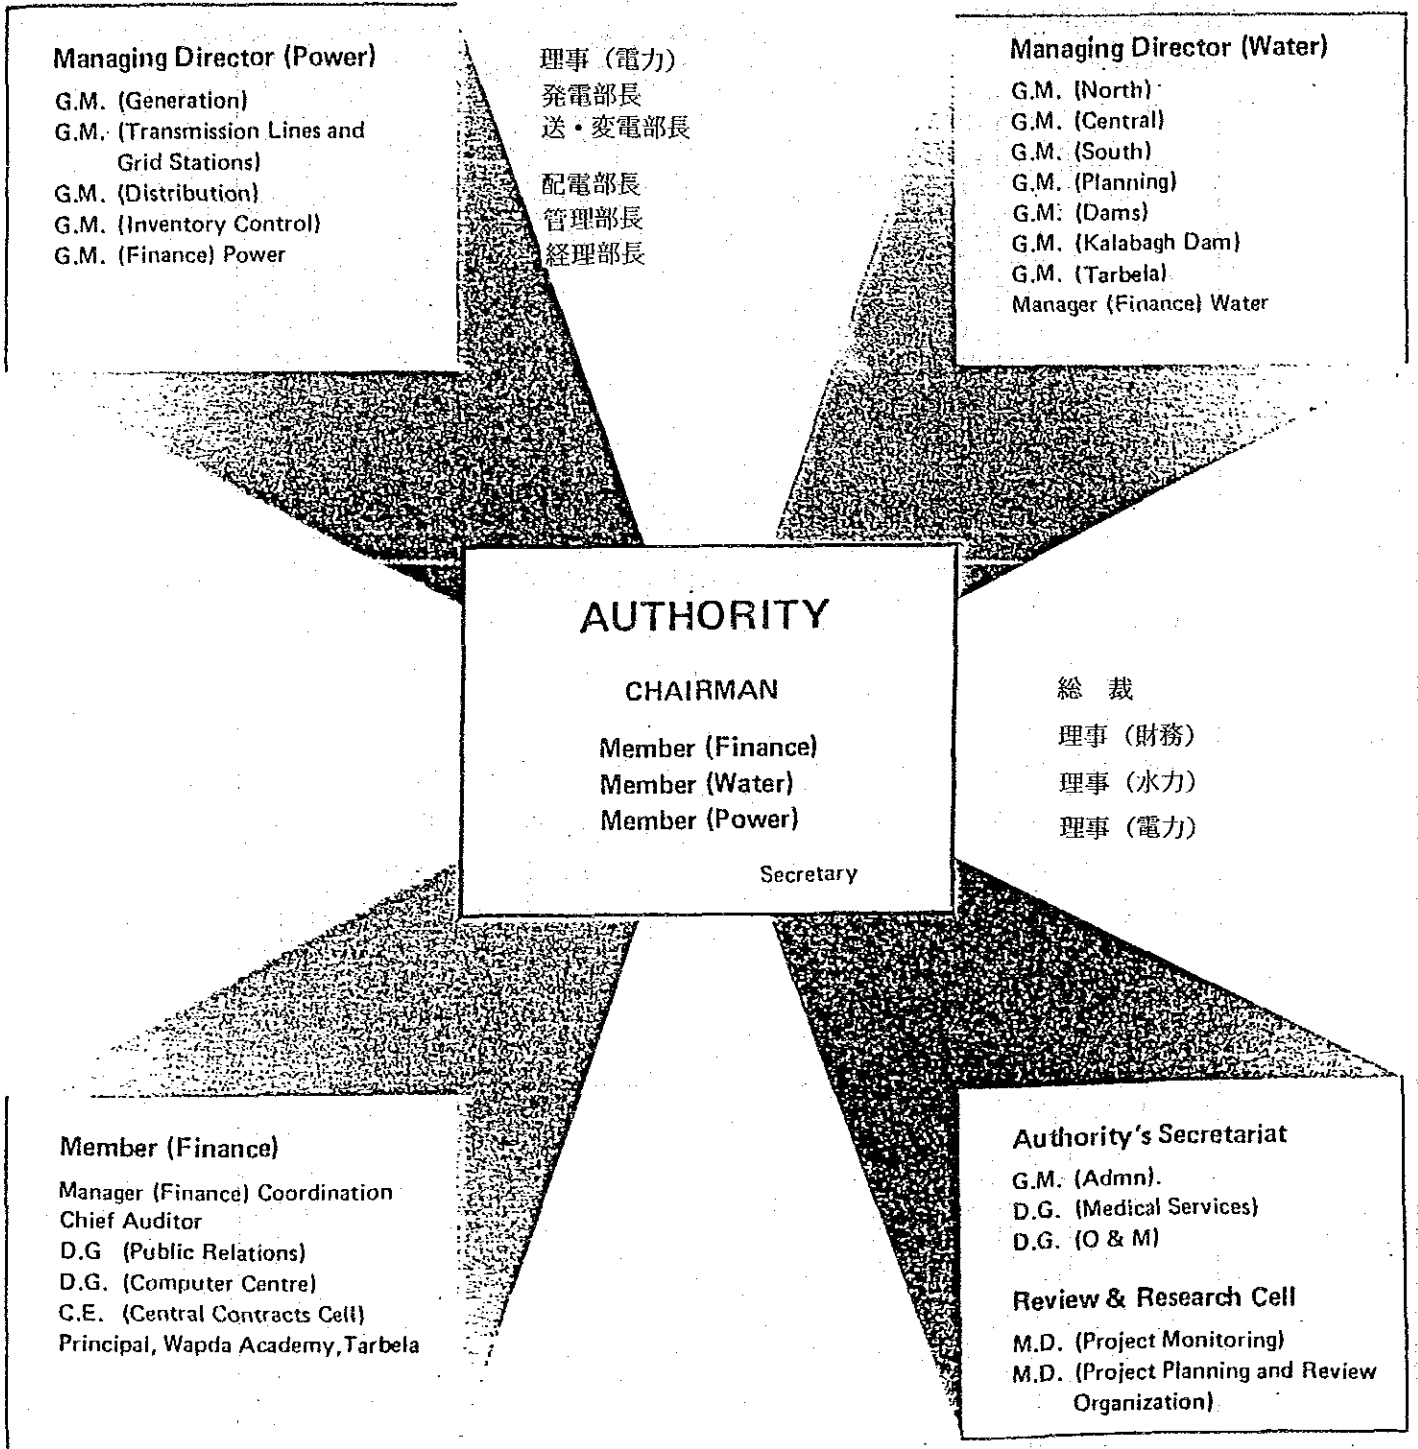 Managing Director (Power)
G.M. (Generation)
G.M. (Transmission Lines and
Grid Stations)
G.M. (Distribution)
G.M. (Inventory Control)
G.M. (Finance) Power
理事（電力）
発電部長
送・変電部長
配電部長
管理部長
経理部長
Managing Director (Water)
G.M. (North)
G.M. (Central)
G.M. (South)
G.M. (Planning)
G.M. (Dams)
G.M. (Kalabagh Dam)
G.M. (Tarbela)
Manager (Finance) Water
AUTHORITY
CHAIRMAN
Member (Finance)
Member (Water)
Member (Power)
Secretary
総 裁
理事（財務）
理事（水力）
理事（電力）
Member (Finance)
Manager (Finance) Coordination
Chief Auditor
D.G (Public Relations)
D.G. (Computer Centre)
C.E. (Central Contracts Cell)
Principal, Wapda Academy, Tarbela
Authority's Secretariat
G.M. (Admn).
D.G. (Medical Services)
D.G. (O & M)
Review & Research Cell
M.D. (Project Monitoring)
M.D. (Project Planning and Review
Organization)